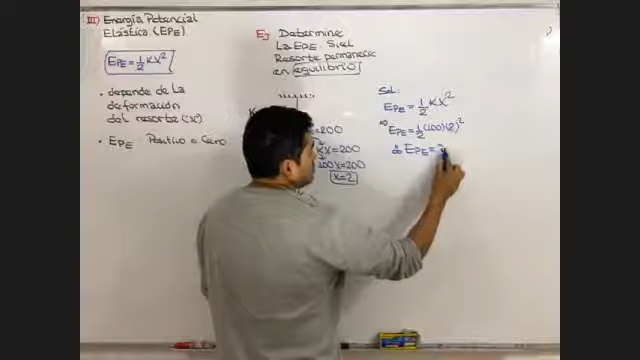 III) Energía Potencial
Elástica (EPE)
EPE = 1/2 KX²
• depende de la
deformación
del resorte ("x")
• EPE Positivo o Cero
Ej Determine
La EPE. Si el
Resorte permanece
en equilibrio
K
=200
KX=200
100X=200
X=2
Sol:
EPE = 1/2 KX²
⇒ EPE = 1/2 (100)(2)²
∴ EPE =